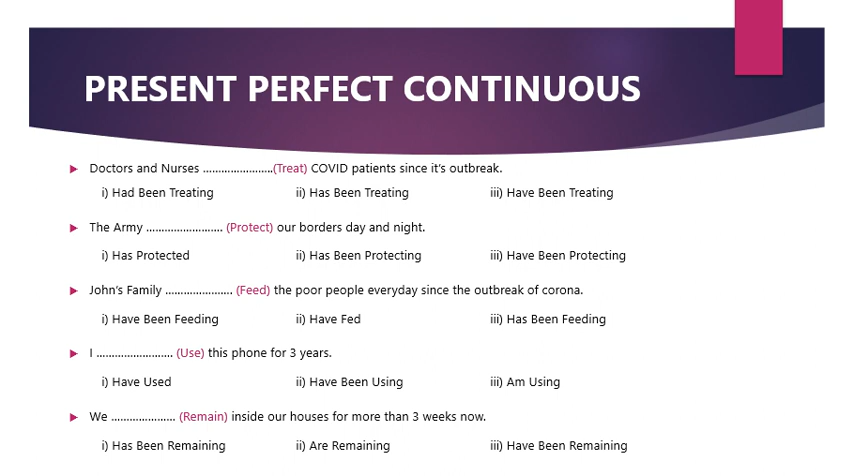 PRESENT PERFECT CONTINUOUS
Doctors and Nurses ......................(Treat) COVID patients since it's outbreak.
i) Had Been Treating ii) Has Been Treating iii) Have Been Treating
The Army ........................ (Protect) our borders day and night.
i) Has Protected ii) Has Been Protecting iii) Have Been Protecting
John's Family ..................... (Feed) the poor people everyday since the outbreak of corona.
i) Have Been Feeding ii) Have Fed iii) Has Been Feeding
I ........................ (Use) this phone for 3 years.
i) Have Used ii) Have Been Using iii) Am Using
We .................... (Remain) inside our houses for more than 3 weeks now.
i) Has Been Remaining ii) Are Remaining iii) Have Been Remaining